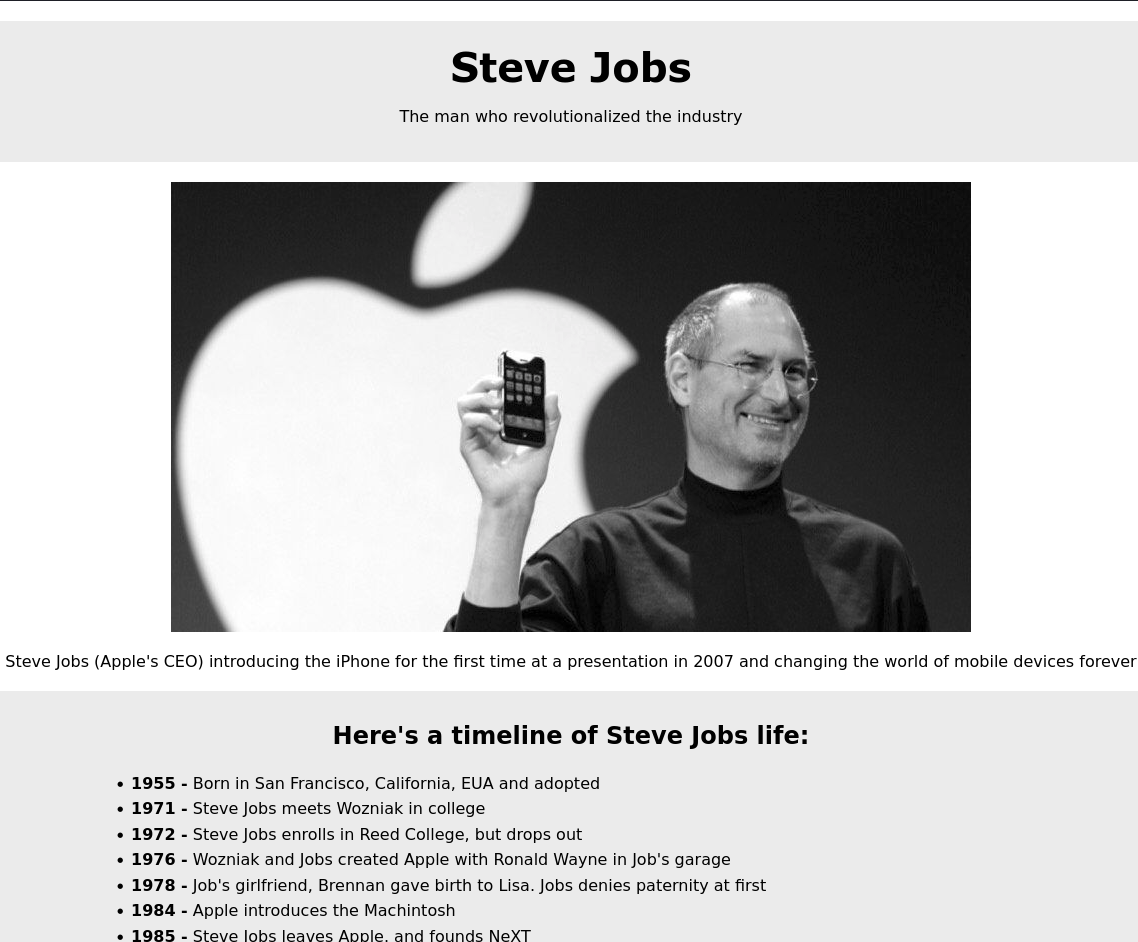 Steve Jobs
The man who revolutionalized the industry
Steve Jobs (Apple's CEO) introducing the iPhone for the first time at a presentation in 2007 and changing the world of mobile devices forever
Here's a timeline of Steve Jobs life:
• 1955 - Born in San Francisco, California, EUA and adopted
• 1971 - Steve Jobs meets Wozniak in college
• 1972 - Steve Jobs enrolls in Reed College, but drops out
• 1976 - Wozniak and Jobs created Apple with Ronald Wayne in Job's garage
• 1978 - Job's girlfriend, Brennan gave birth to Lisa. Jobs denies paternity at first
• 1984 - Apple introduces the Machintosh
• 1985 - Steve Jobs leaves Apple, and founds NeXT